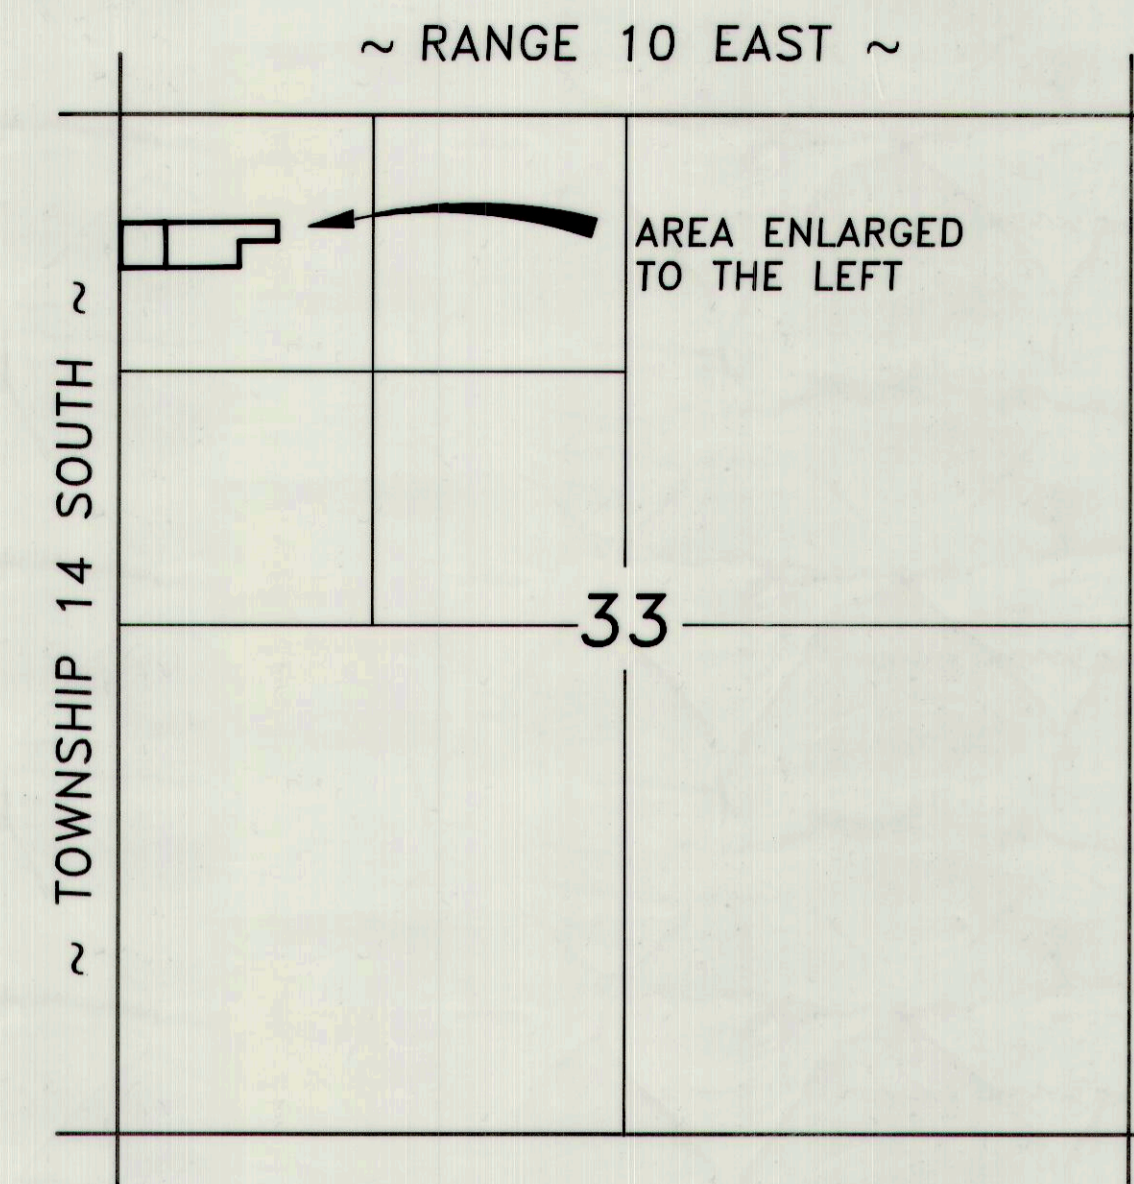 ~ RANGE 10 EAST ~
AREA ENLARGED
TO THE LEFT
~ TOWNSHIP 14 SOUTH ~
33